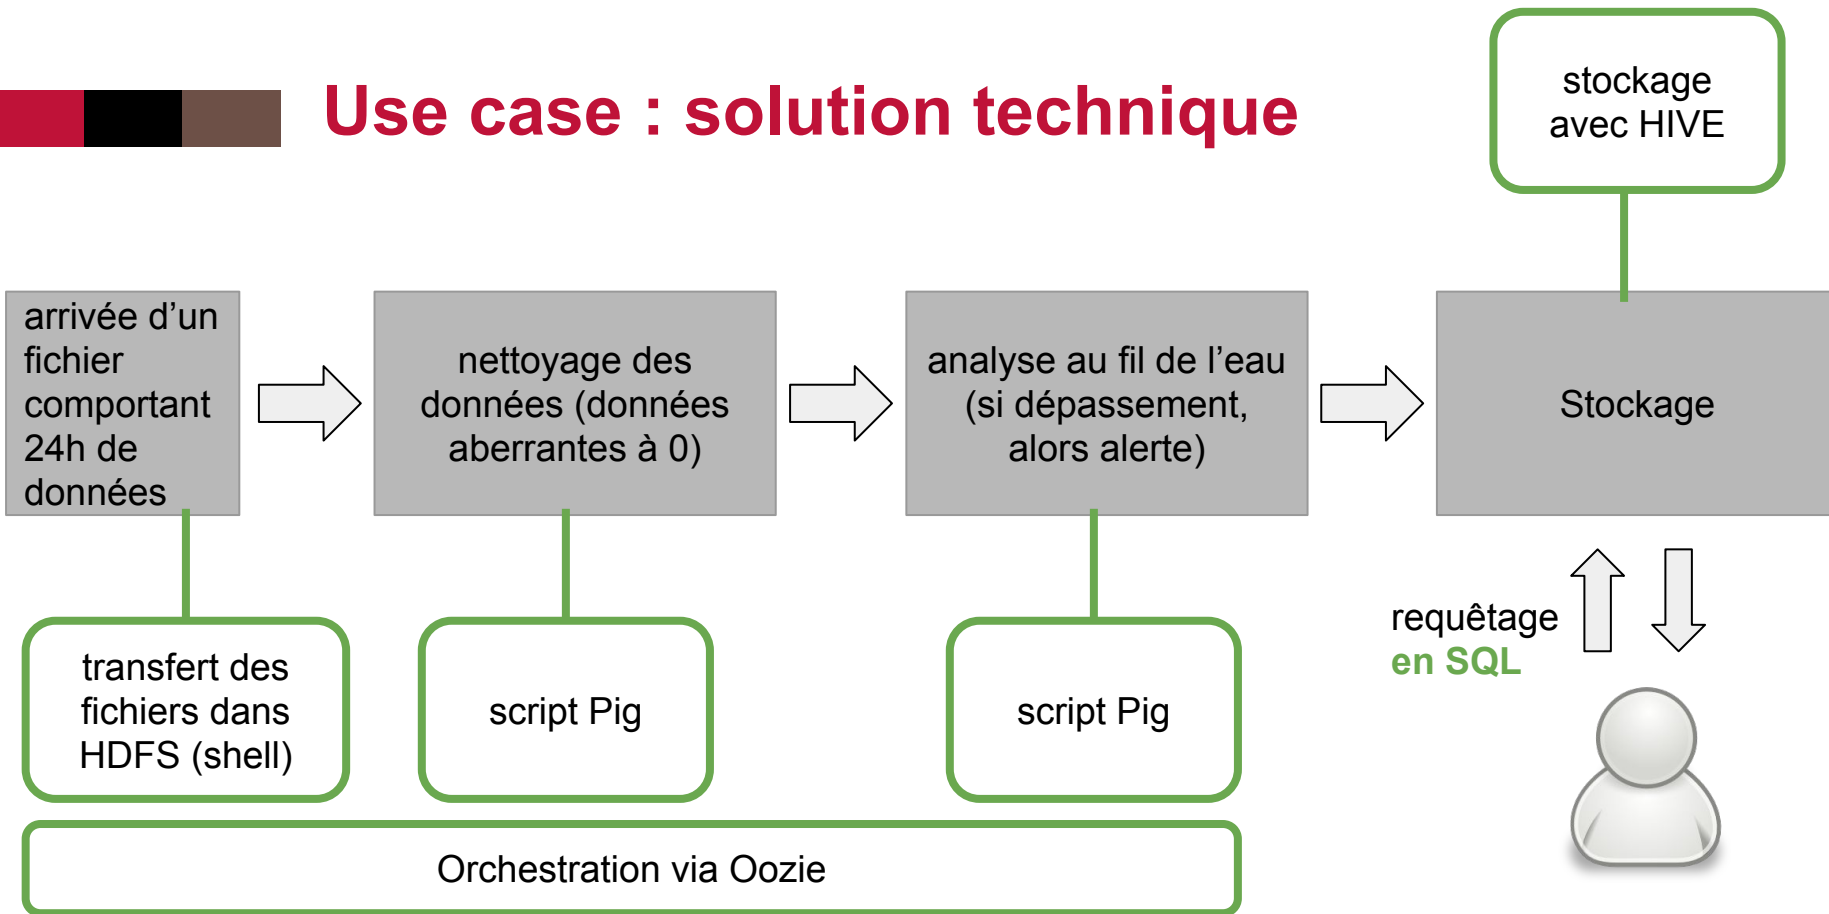 Use case : solution technique
stockage
avec HIVE
arrivée d’un
fichier
comportant
24h de
données
nettoyage des
données (données
aberrantes à 0)
analyse au fil de l’eau
(si dépassement,
alors alerte)
Stockage
transfert des
fichiers dans
HDFS (shell)
script Pig
script Pig
requêtage
en SQL
Orchestration via Oozie